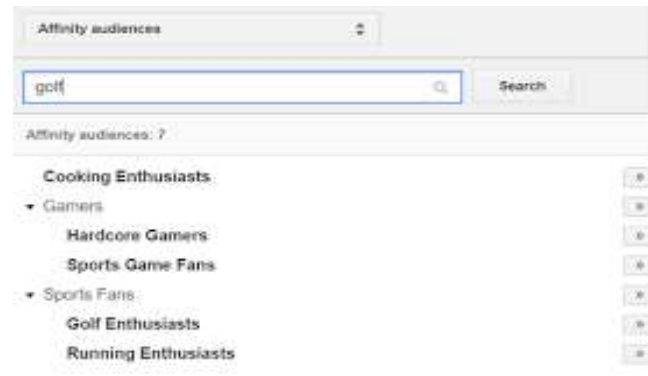 Affinity audiences
golf
Search
Affinity audiences: 7
Cooking Enthusiasts
Gamers
Hardcore Gamers
Sports Game Fans
Sports Fans
Golf Enthusiasts
Running Enthusiasts